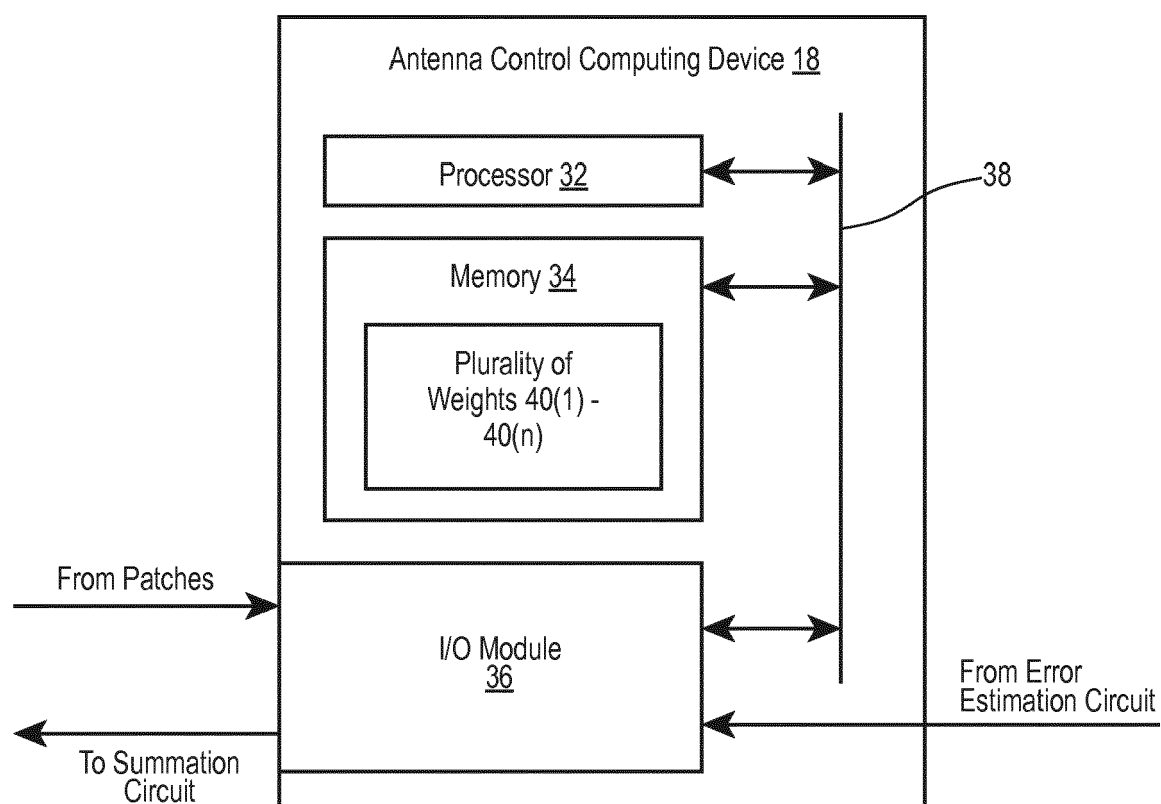 Antenna Control Computing Device 18
Processor 32
38
Memory 34
Plurality of
Weights 40(1) -
40(n)
From Patches
I/O Module
36
From Error
Estimation Circuit
To Summation
Circuit